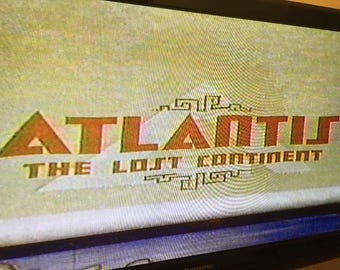 ATLANTIS
THE LOST CONTINENT